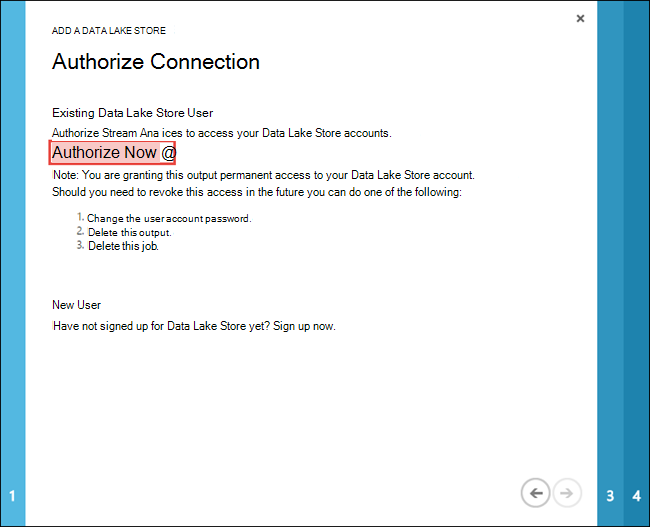 ADD A DATA LAKE STORE
Authorize Connection
Existing Data Lake Store User
Authorize Stream Ana ices to access your Data Lake Store accounts.
Authorize Now @
Note: You are granting this output permanent access to your Data Lake Store account.
Should you need to revoke this access in the future you can do one of the following:
1. Change the user account password.
2. Delete this output.
3. Delete this job.
New User
Have not signed up for Data Lake Store yet? Sign up now.
1
3
4